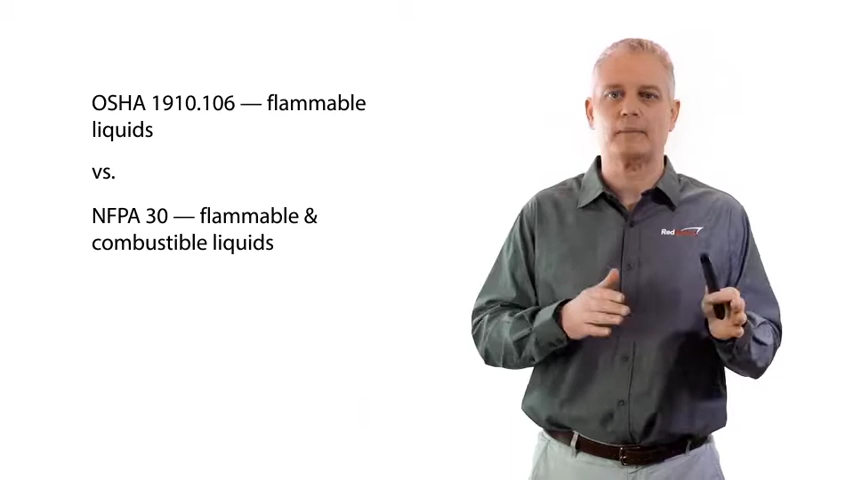 OSHA 1910.106 — flammable
liquids
vs.
NFPA 30 — flammable &
combustible liquids
Red